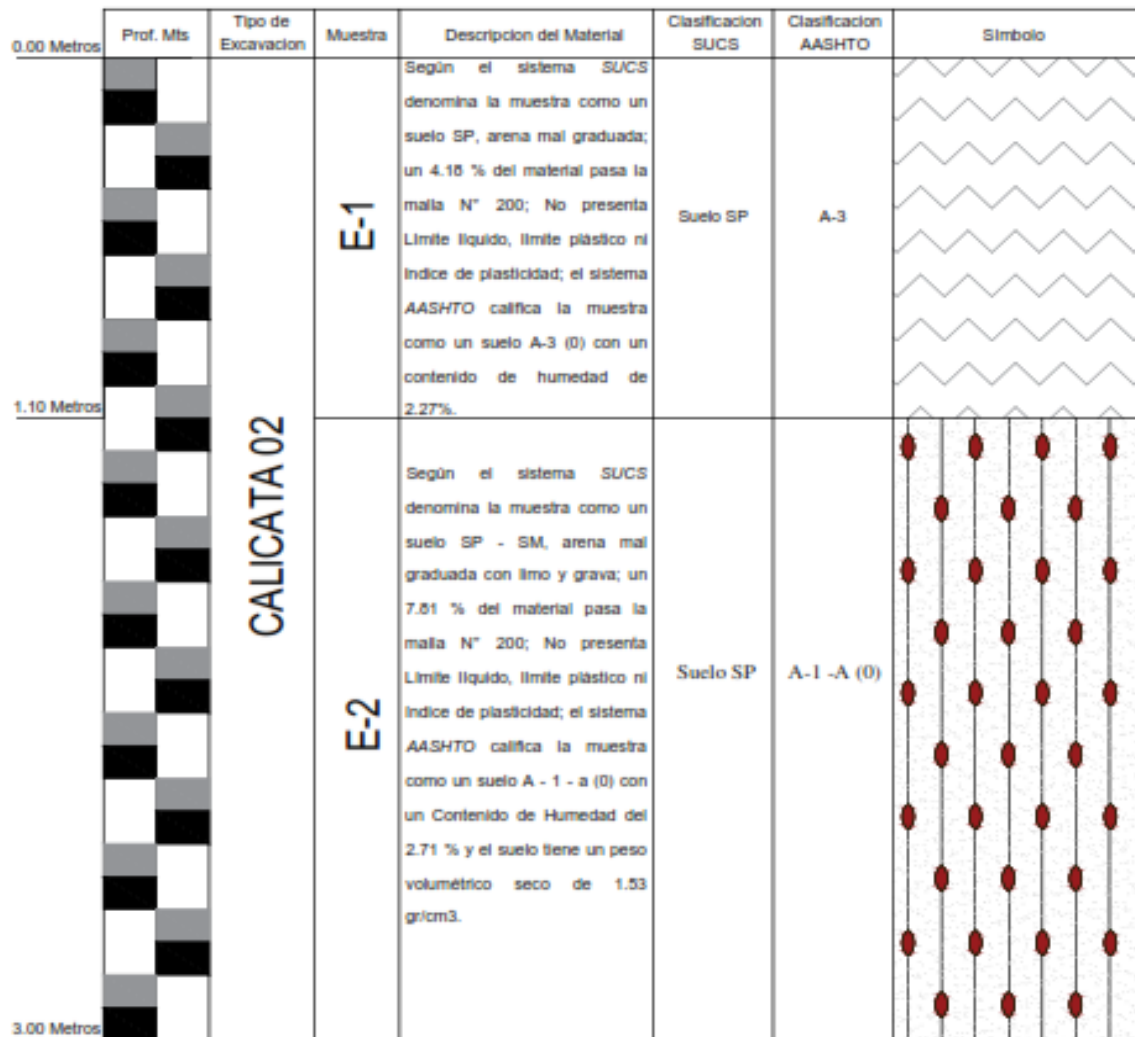 0.00 Metros
Prof. Mts
Tipo de
Excavacion
Muestra
Descripcion del Material
Clasificacion
SUCS
Clasificacion
AASHTO
Simbolo
CALICATA 02
E-1
Según el sistema SUCS
denomina la muestra como un
suelo SP, arena mal graduada;
un 4.18 % del material pasa la
malla N° 200; No presenta
Limite liquido, limite plástico ni
indice de plasticidad; el sistema
AASHTO califica la muestra
como un suelo A-3 (0) con un
contenido de humedad de
2.27%.
Suelo SP
A-3
1.10 Metros
E-2
Según el sistema SUCS
denomina la muestra como un
suelo SP - SM, arena mal
graduada con limo y grava; un
7.81 % del material pasa la
malla N° 200; No presenta
Limite liquido, limite plástico ni
indice de plasticidad; el sistema
AASHTO califica la muestra
como un suelo A - 1 - a (0) con
un Contenido de Humedad del
2.71 % y el suelo tiene un peso
volumétrico seco de 1.53
gr/cm3.
Suelo SP
A-1 -A (0)
3.00 Metros